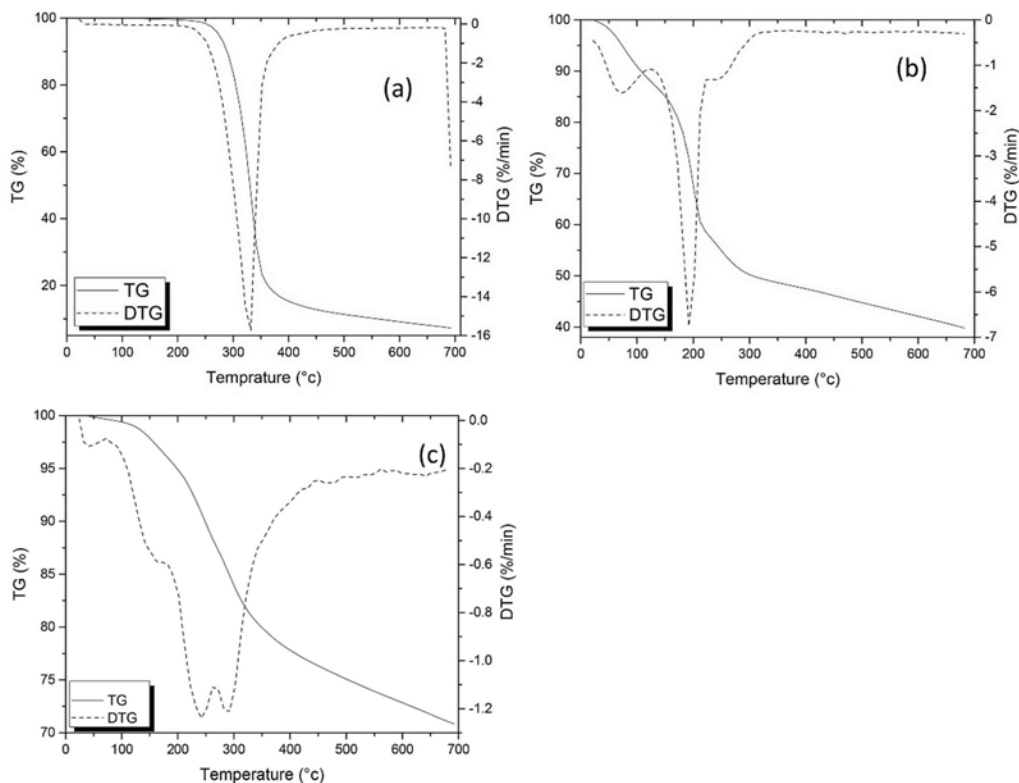 (a)
TG (%)
100
80
60
40
20
DTG (%/min)
0
-2
-4
-6
-8
-10
-12
-14
-16
TG
DTG
0 100 200 300 400 500 600 700
Temprature (°c)
(b)
TG (%)
100
90
80
70
60
50
40
DTG (%/min)
0
-1
-2
-3
-4
-5
-6
-7
TG
DTG
0 100 200 300 400 500 600 700
Temperature (°c)
(c)
TG (%)
100
95
90
85
80
75
70
DTG (%/min)
0.0
-0.2
-0.4
-0.6
-0.8
-1.0
-1.2
TG
DTG
0 100 200 300 400 500 600 700
Temperature (°c)